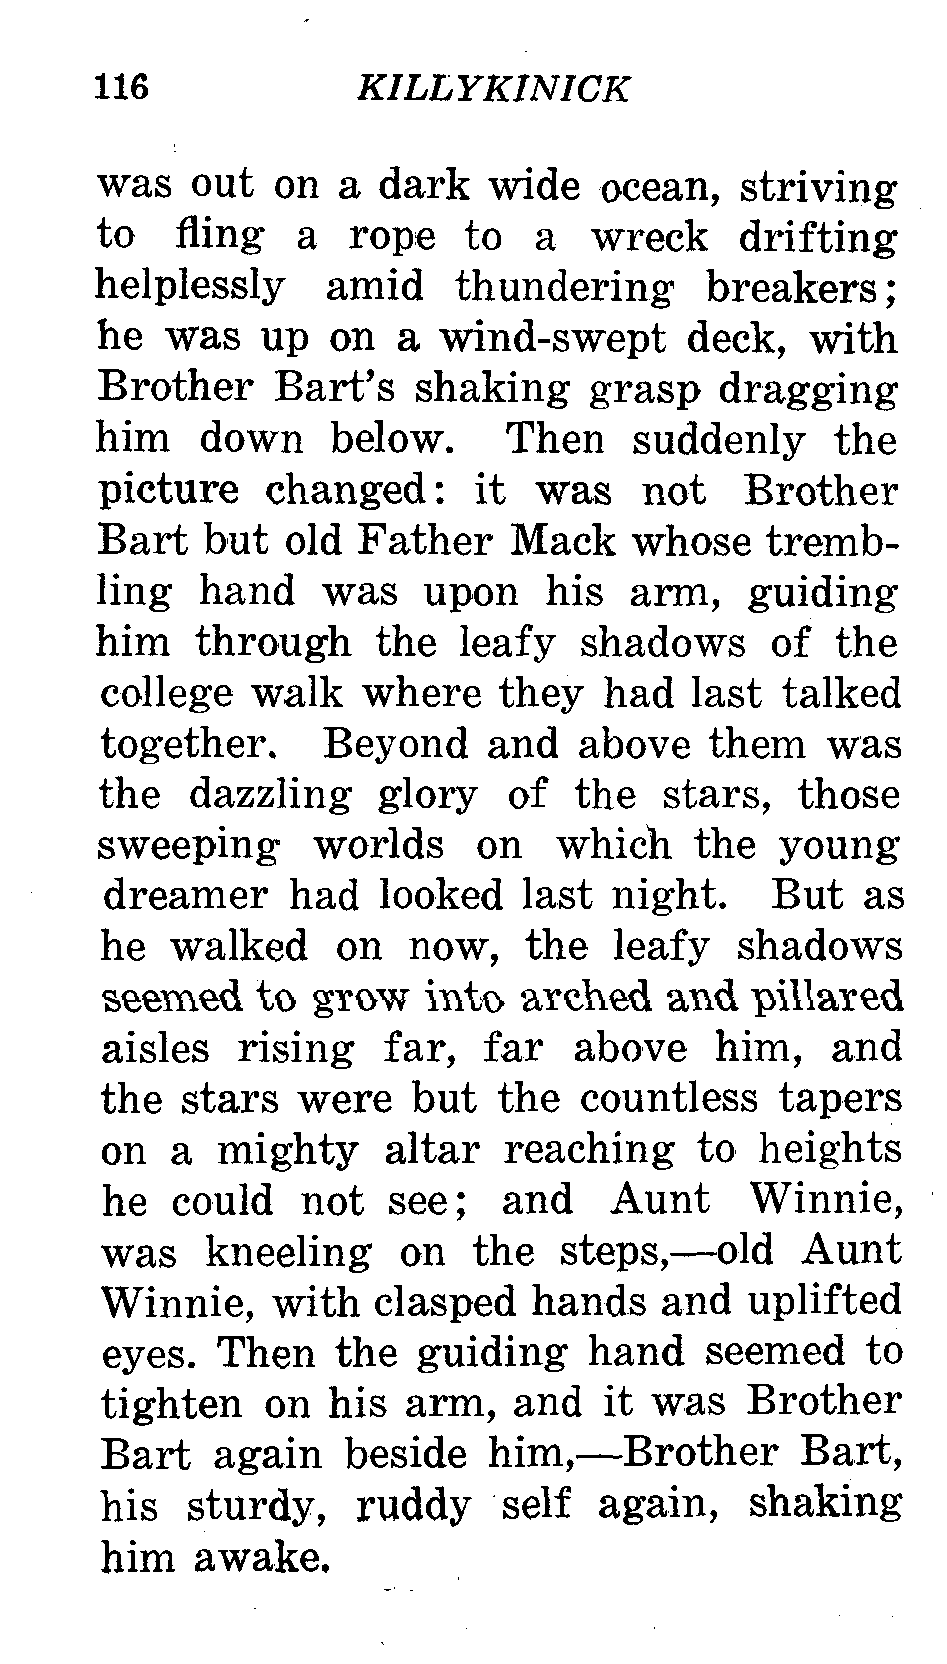 116 KILLYKINICK
was out on a dark wide ocean, striving
to fling a rope to a wreck drifting
helplessly amid thundering breakers;
he was up on a wind-swept deck, with
Brother Bart's shaking grasp dragging
him down below. Then suddenly the
picture changed: it was not Brother
Bart but old Father Mack whose tremb-
ling hand was upon his arm, guiding
him through the leafy shadows of the
college walk where they had last talked
together. Beyond and above them was
the dazzling glory of the stars, those
sweeping worlds on which the young
dreamer had looked last night. But as
he walked on now, the leafy shadows
seemed to grow into arched and pillared
aisles rising far, far above him, and
the stars were but the countless tapers
on a mighty altar reaching to heights
he could not see; and Aunt Winnie,
was kneeling on the steps,—old Aunt
Winnie, with clasped hands and uplifted
eyes. Then the guiding hand seemed to
tighten on his arm, and it was Brother
Bart again beside him,—Brother Bart,
his sturdy, ruddy self again, shaking
him awake.